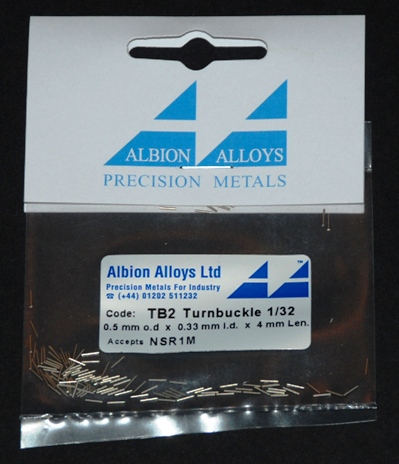 ALBION ALLOYS
PRECISION METALS
Albion Alloys Ltd
Precision Metals For Industry
☎ (+44) 01202 511232
TM
Code: TB2 Turnbuckle 1/32
0.5 mm o.d x 0.33 mm i.d. x 4 mm Len.
Accepts NSR1M